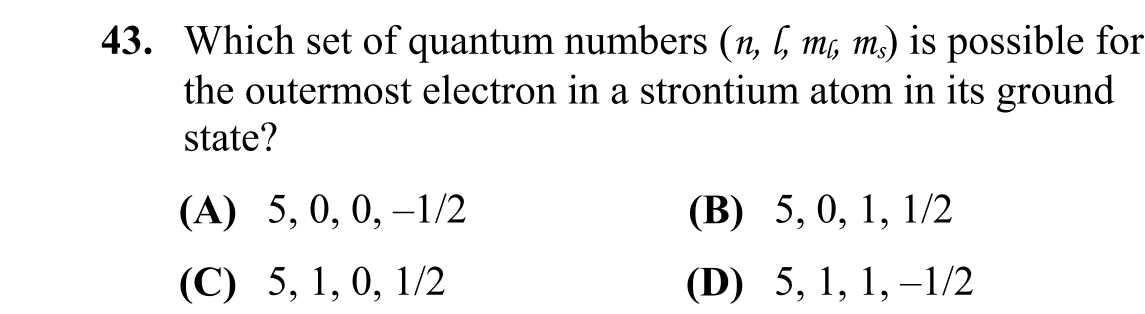 43. Which set of quantum numbers (n, l, mₗ, mₛ) is possible for
the outermost electron in a strontium atom in its ground
state?
(A) 5, 0, 0, –1/2 (B) 5, 0, 1, 1/2
(C) 5, 1, 0, 1/2 (D) 5, 1, 1, –1/2